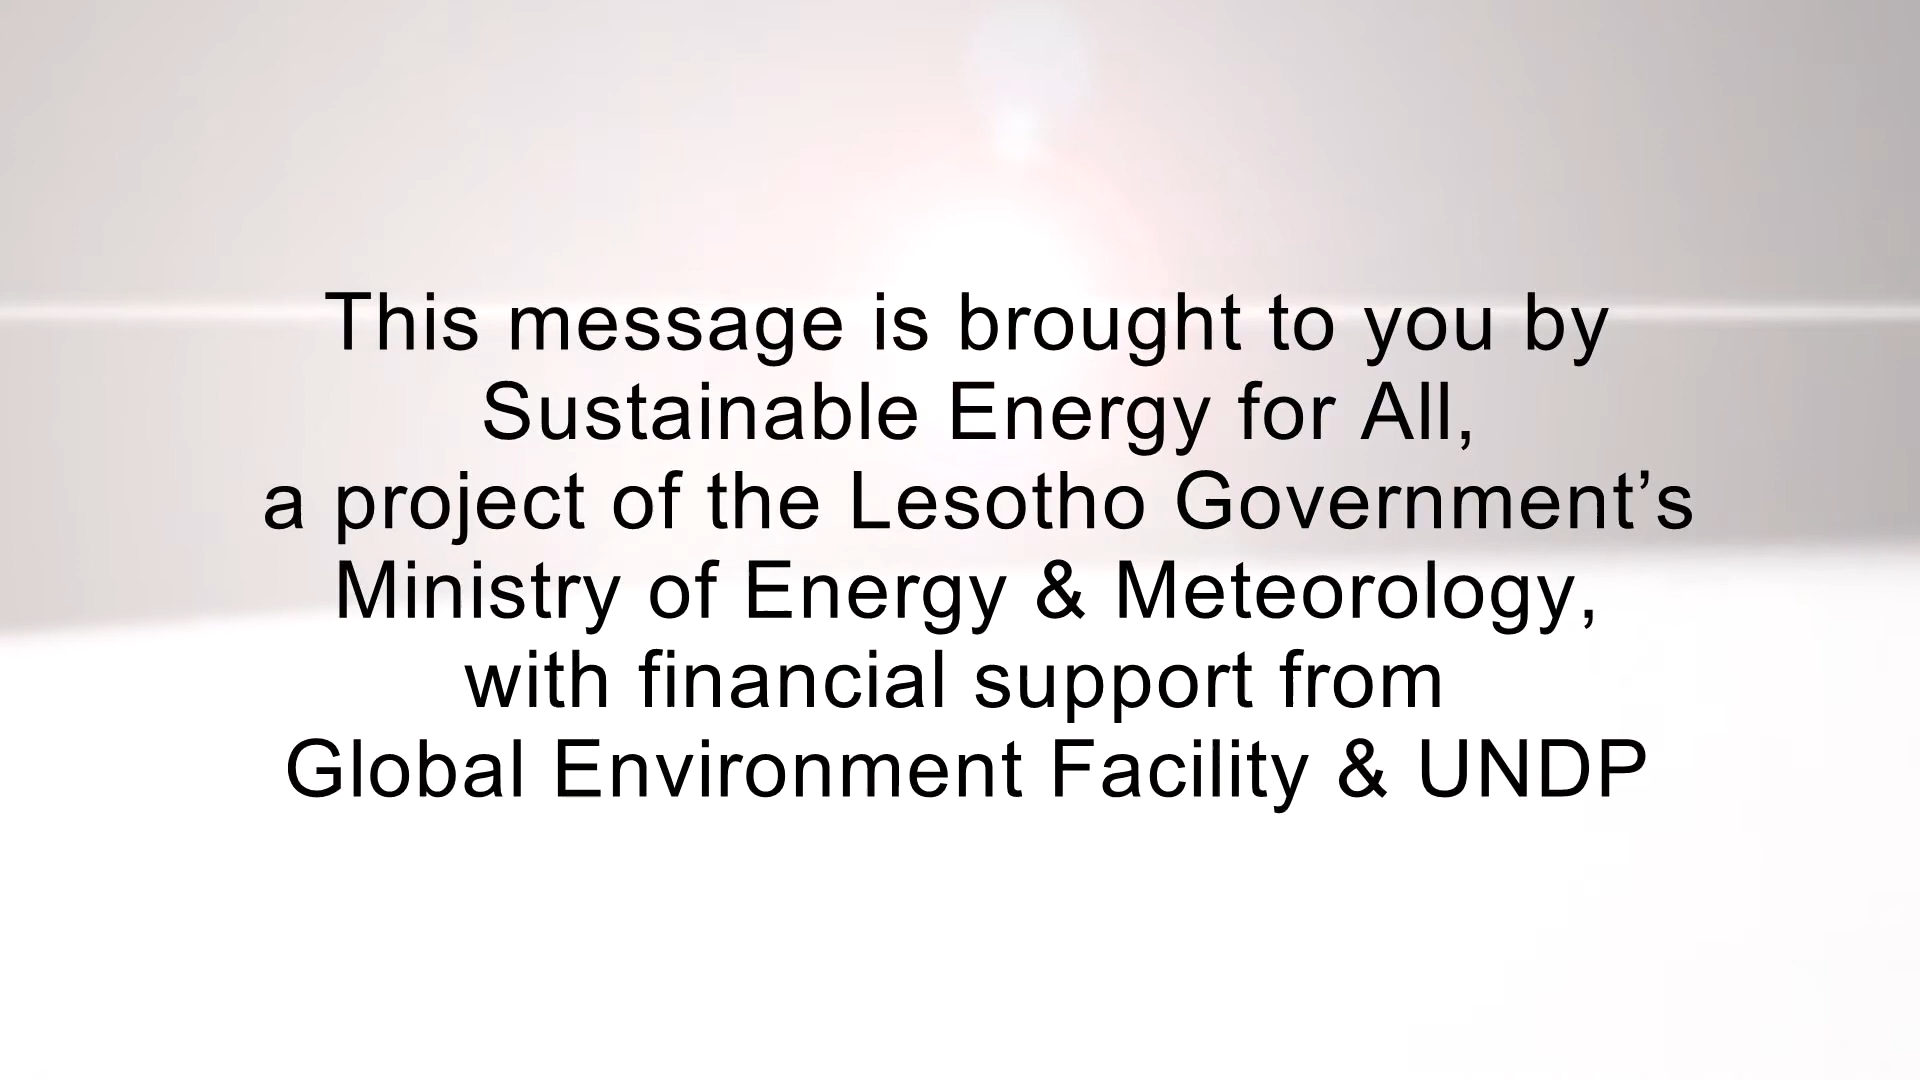 This message is brought to you by
Sustainable Energy for All,
a project of the Lesotho Government’s
Ministry of Energy & Meteorology,
with financial support from
Global Environment Facility & UNDP